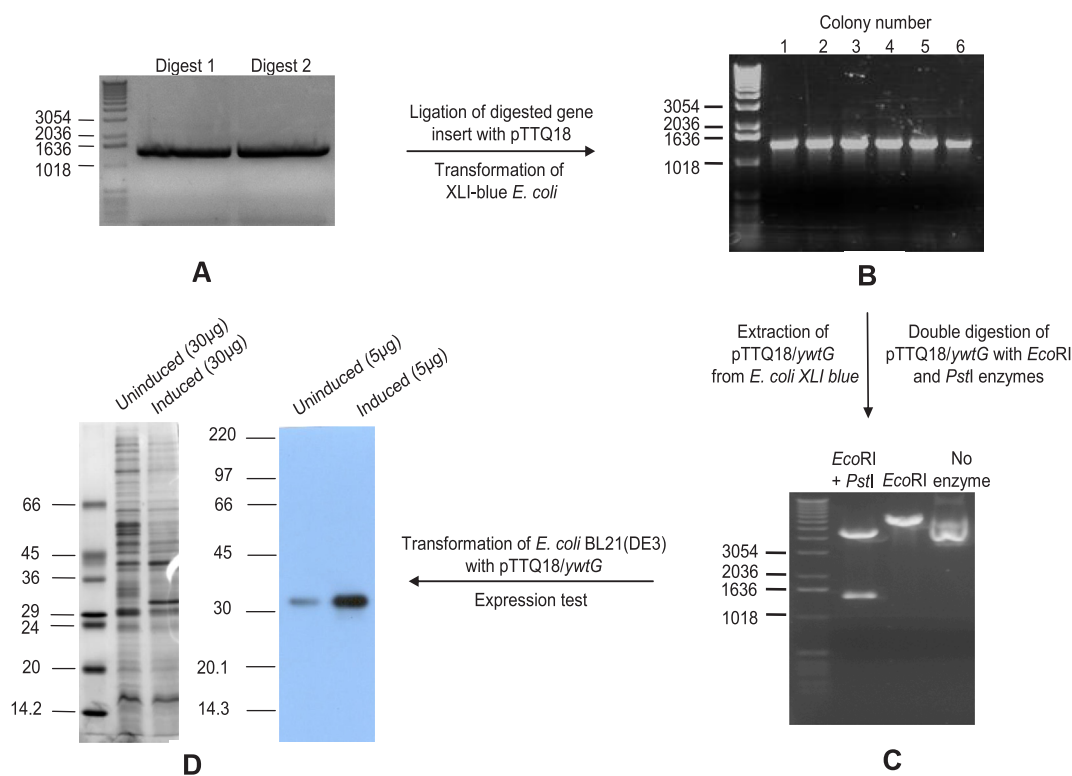 Digest 1 Digest 2
3054
2036
1636
1018
A
Ligation of digested gene
insert with pTTQ18
Transformation of
XLI-blue E. coli
Colony number
1 2 3 4 5 6
3054
2036
1636
1018
B
Extraction of
pTTQ18/ywtG
from E. coli XLI blue
Double digestion of
pTTQ18/ywtG with EcoRI
and PstI enzymes
EcoRI
+ PstI
EcoRI
No
enzyme
3054
2036
1636
1018
C
Transformation of E. coli BL21(DE3)
with pTTQ18/ywtG
Expression test
Uninduced (30µg)
Induced (30µg)
66
45
36
29
24
20
14.2
Uninduced (5µg)
Induced (5µg)
220
97
66
45
30
20.1
14.3
D